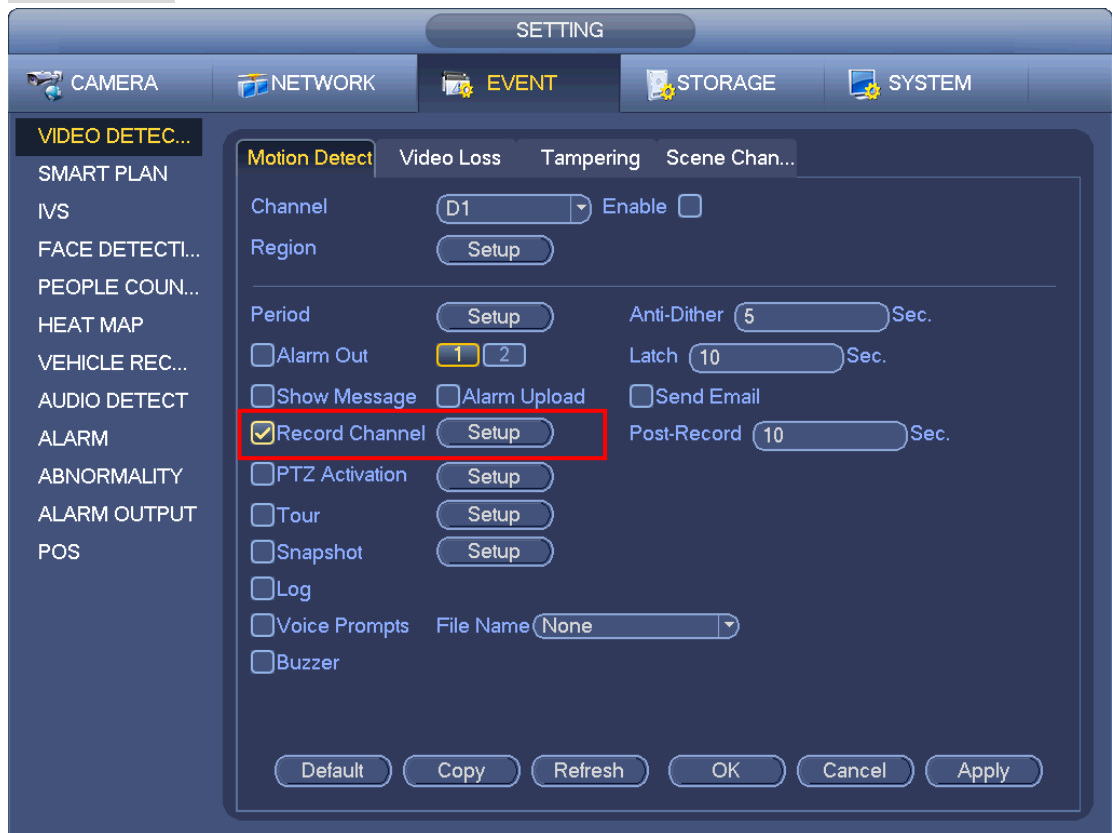 SETTING
CAMERA NETWORK EVENT STORAGE SYSTEM
VIDEO DETEC...
SMART PLAN
IVS
FACE DETECTI...
PEOPLE COUN...
HEAT MAP
VEHICLE REC...
AUDIO DETECT
ALARM
ABNORMALITY
ALARM OUTPUT
POS
Motion Detect Video Loss Tampering Scene Chan...
Channel D1 Enable
Region Setup
Period Setup Anti-Dither 5 Sec.
Alarm Out 1 2 Latch 10 Sec.
Show Message Alarm Upload Send Email
Record Channel Setup Post-Record 10 Sec.
PTZ Activation Setup
Tour Setup
Snapshot Setup
Log
Voice Prompts File Name None
Buzzer
Default Copy Refresh OK Cancel Apply